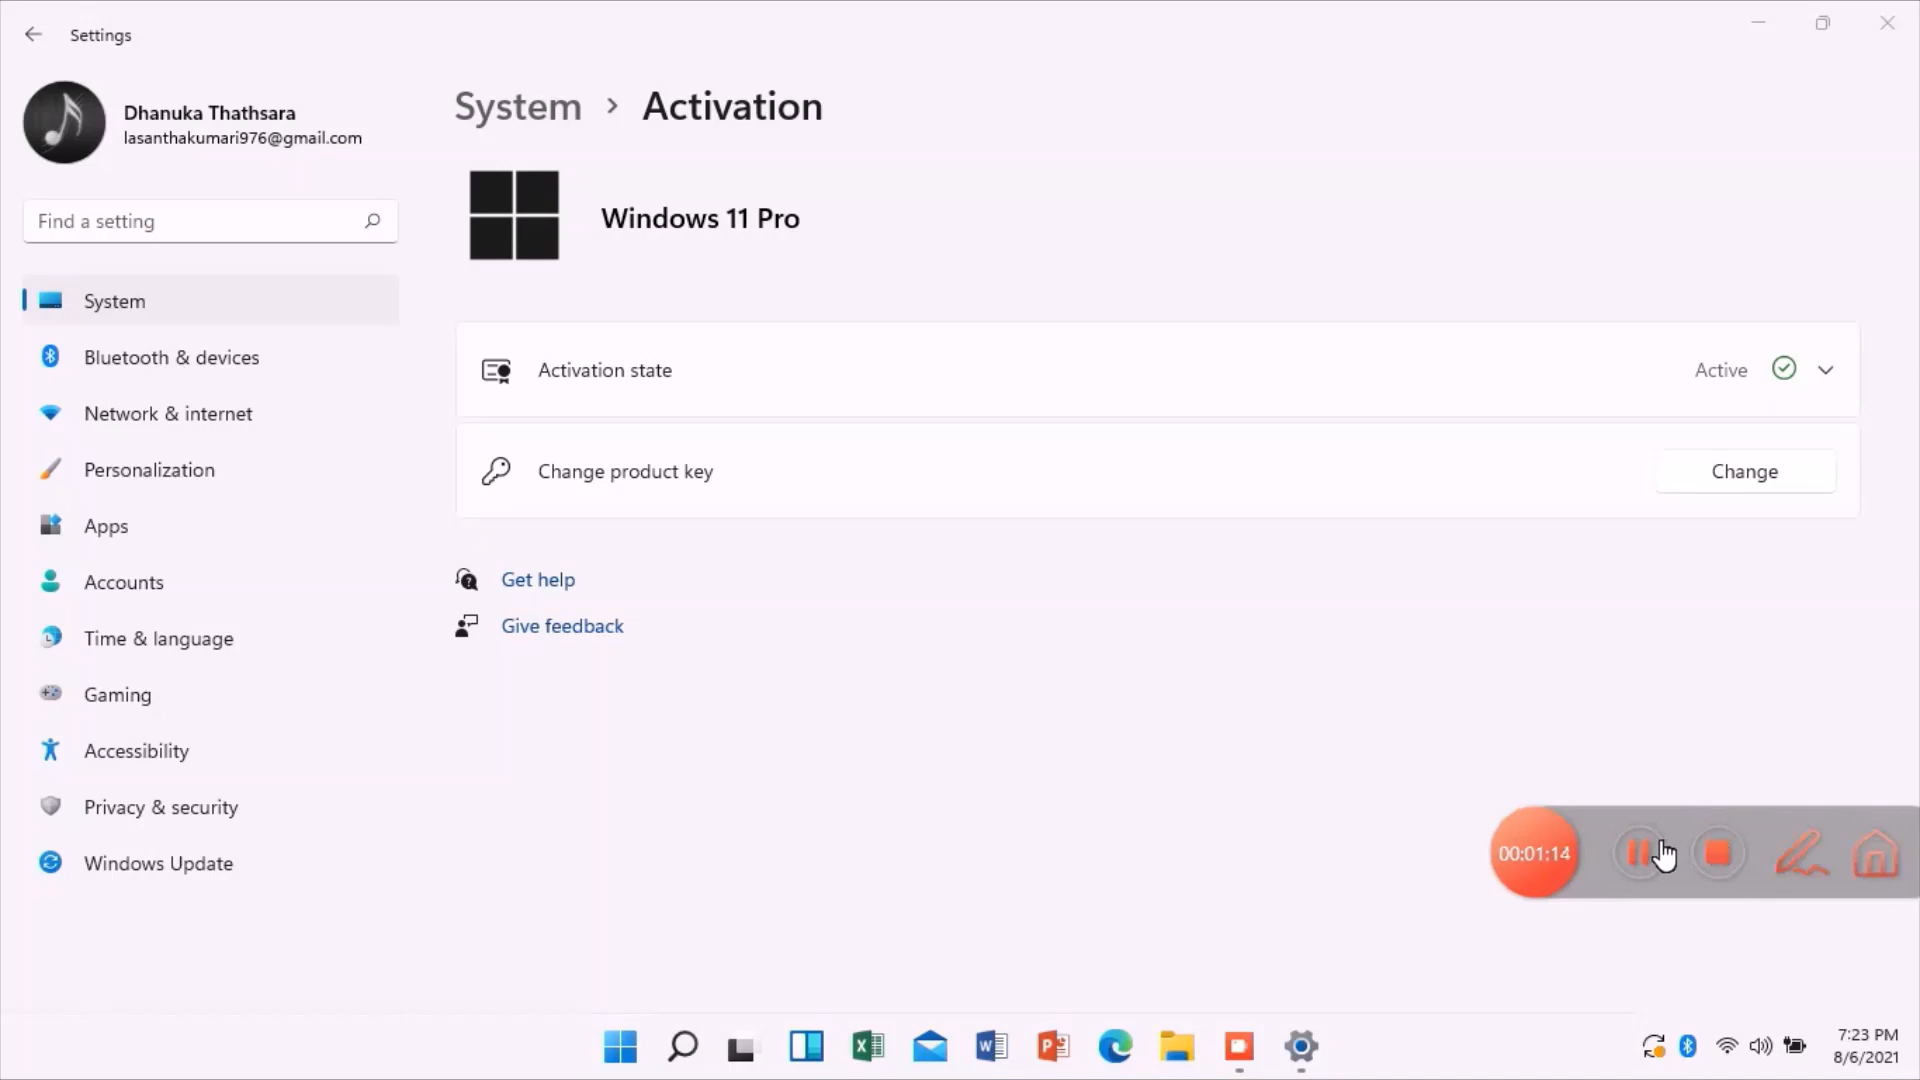 Settings
Dhanuka Thathsara
lasanthakumari976@gmail.com
Find a setting
System
Bluetooth & devices
Network & internet
Personalization
Apps
Accounts
Time & language
Gaming
Accessibility
Privacy & security
Windows Update
System > Activation
Windows 11 Pro
Activation state Active
Change product key Change
Get help
Give feedback
00:01:14
7:23 PM
8/6/2021